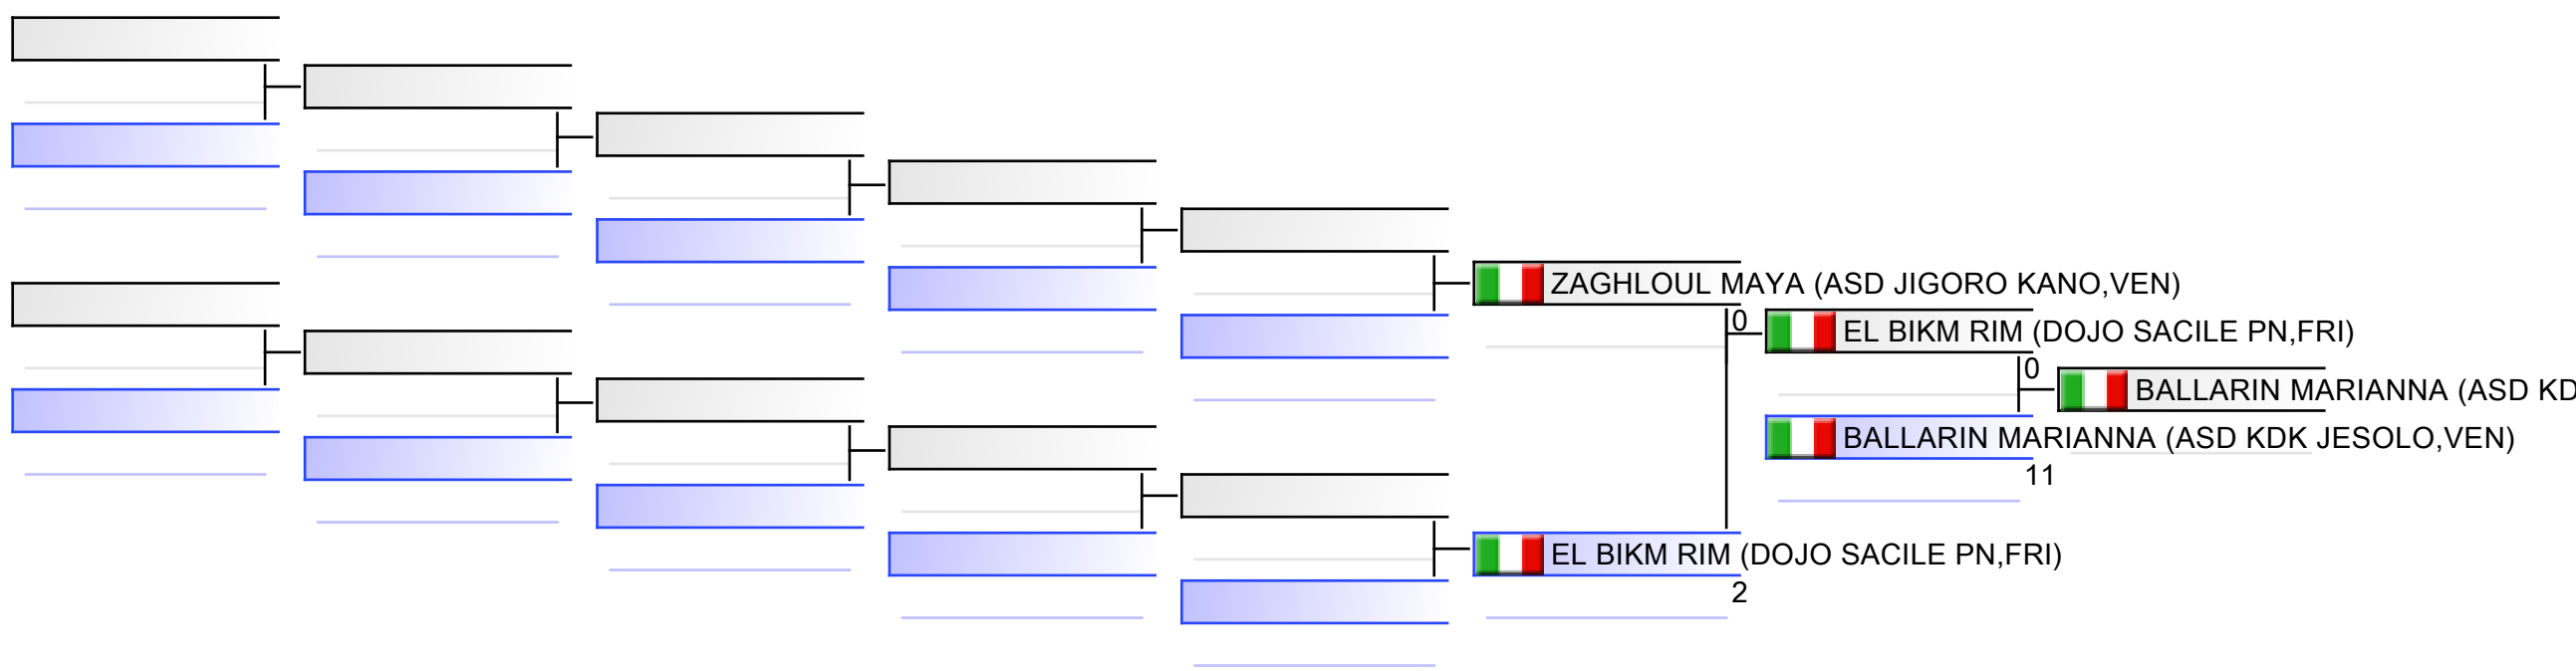 ZAGHLOUL MAYA (ASD JIGORO KANO,VEN)
0
EL BIKM RIM (DOJO SACILE PN,FRI)
0
BALLARIN MARIANNA (ASD KD
BALLARIN MARIANNA (ASD KDK JESOLO,VEN)
11
EL BIKM RIM (DOJO SACILE PN,FRI)
2